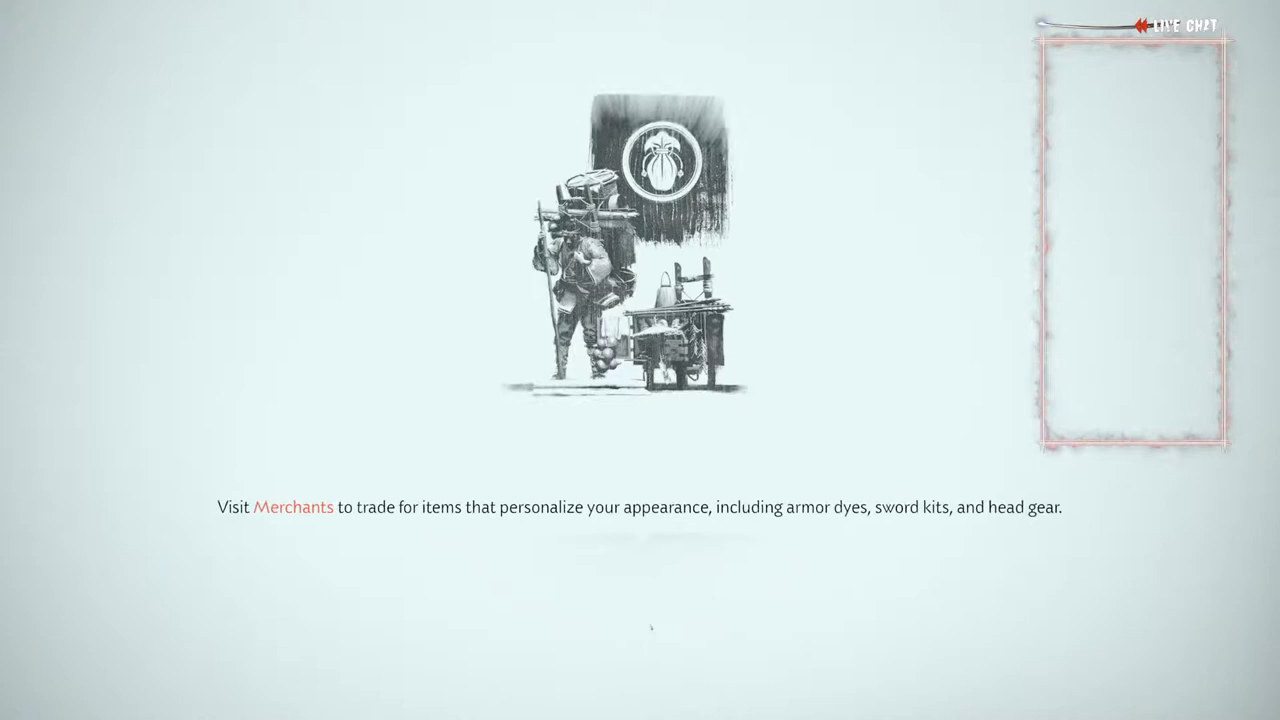 LIVE CHAT
Visit Merchants to trade for items that personalize your appearance, including armor dyes, sword kits, and head gear.